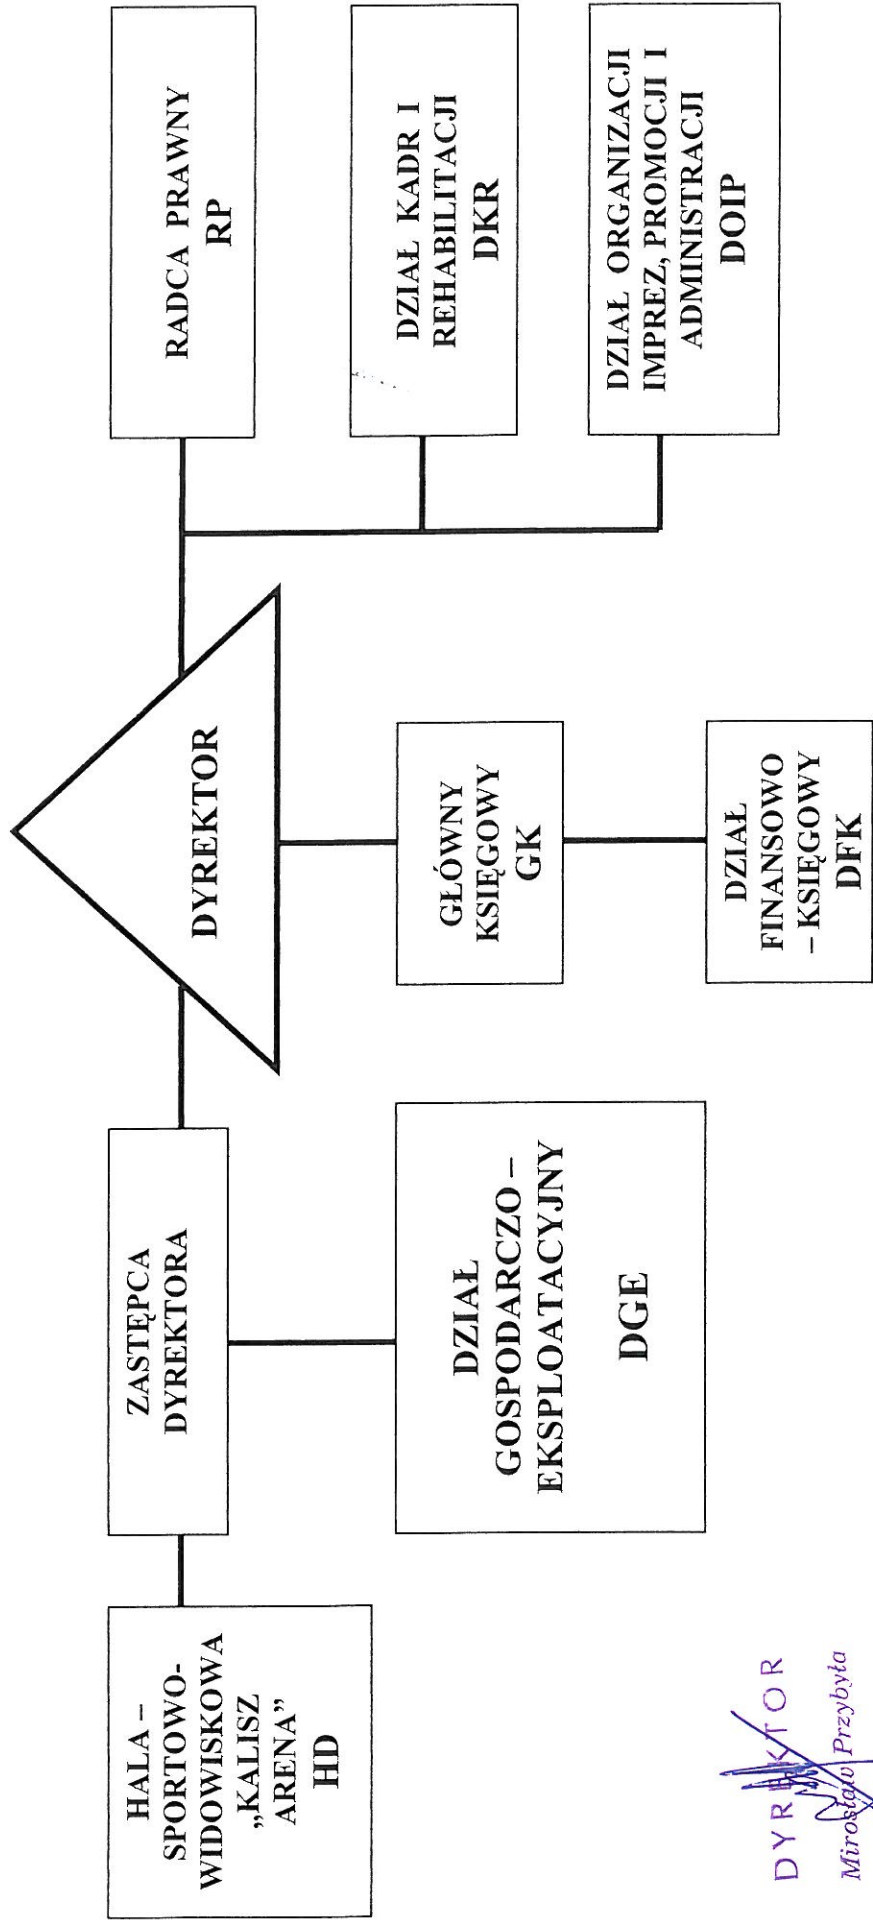 DYREKTOR
ZASTĘPCA
DYREKTORA
HALA –
SPORTOWO-
WIDOWISKOWA
„KALISZ
ARENA”
HD
DZIAŁ
GOSPODARCZO –
EKSPLOATACYJNY
DGE
GŁÓWNY
KSIĘGOWY
GK
DZIAŁ
FINANSOWO
– KSIĘGOWY
DFK
RADCA PRAWNY
RP
DZIAŁ KADR I
REHABILITACJI
DKR
DZIAŁ ORGANIZACJI
IMPREZ, PROMOCJI I
ADMINISTRACJI
DOIP
DYREKTOR
Mirosław Przybyła